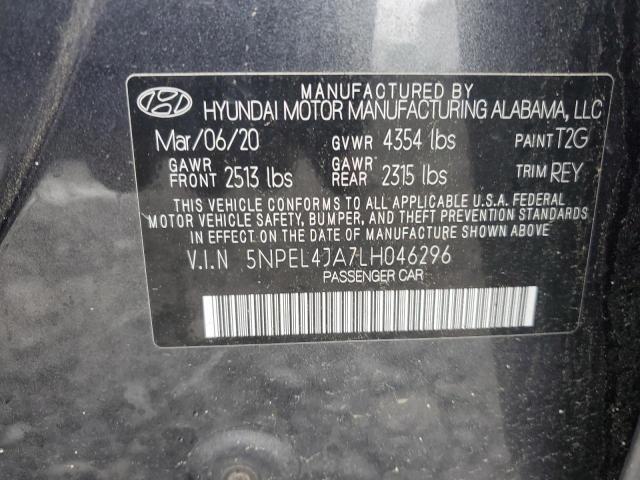 MANUFACTURED BY
HYUNDAI MOTOR MANUFACTURING ALABAMA, LLC
Mar/06/20 GVWR 4354 lbs PAINT T2G
GAWR FRONT 2513 lbs GAWR REAR 2315 lbs TRIM REY
THIS VEHICLE CONFORMS TO ALL APPLICABLE U.S.A. FEDERAL
MOTOR VEHICLE SAFETY, BUMPER, AND THEFT PREVENTION STANDARDS
IN EFFECT ON THE DATE OF MANUFACTURE SHOWN ABOVE
V.I.N 5NPEL4JA7LH046296
PASSENGER CAR